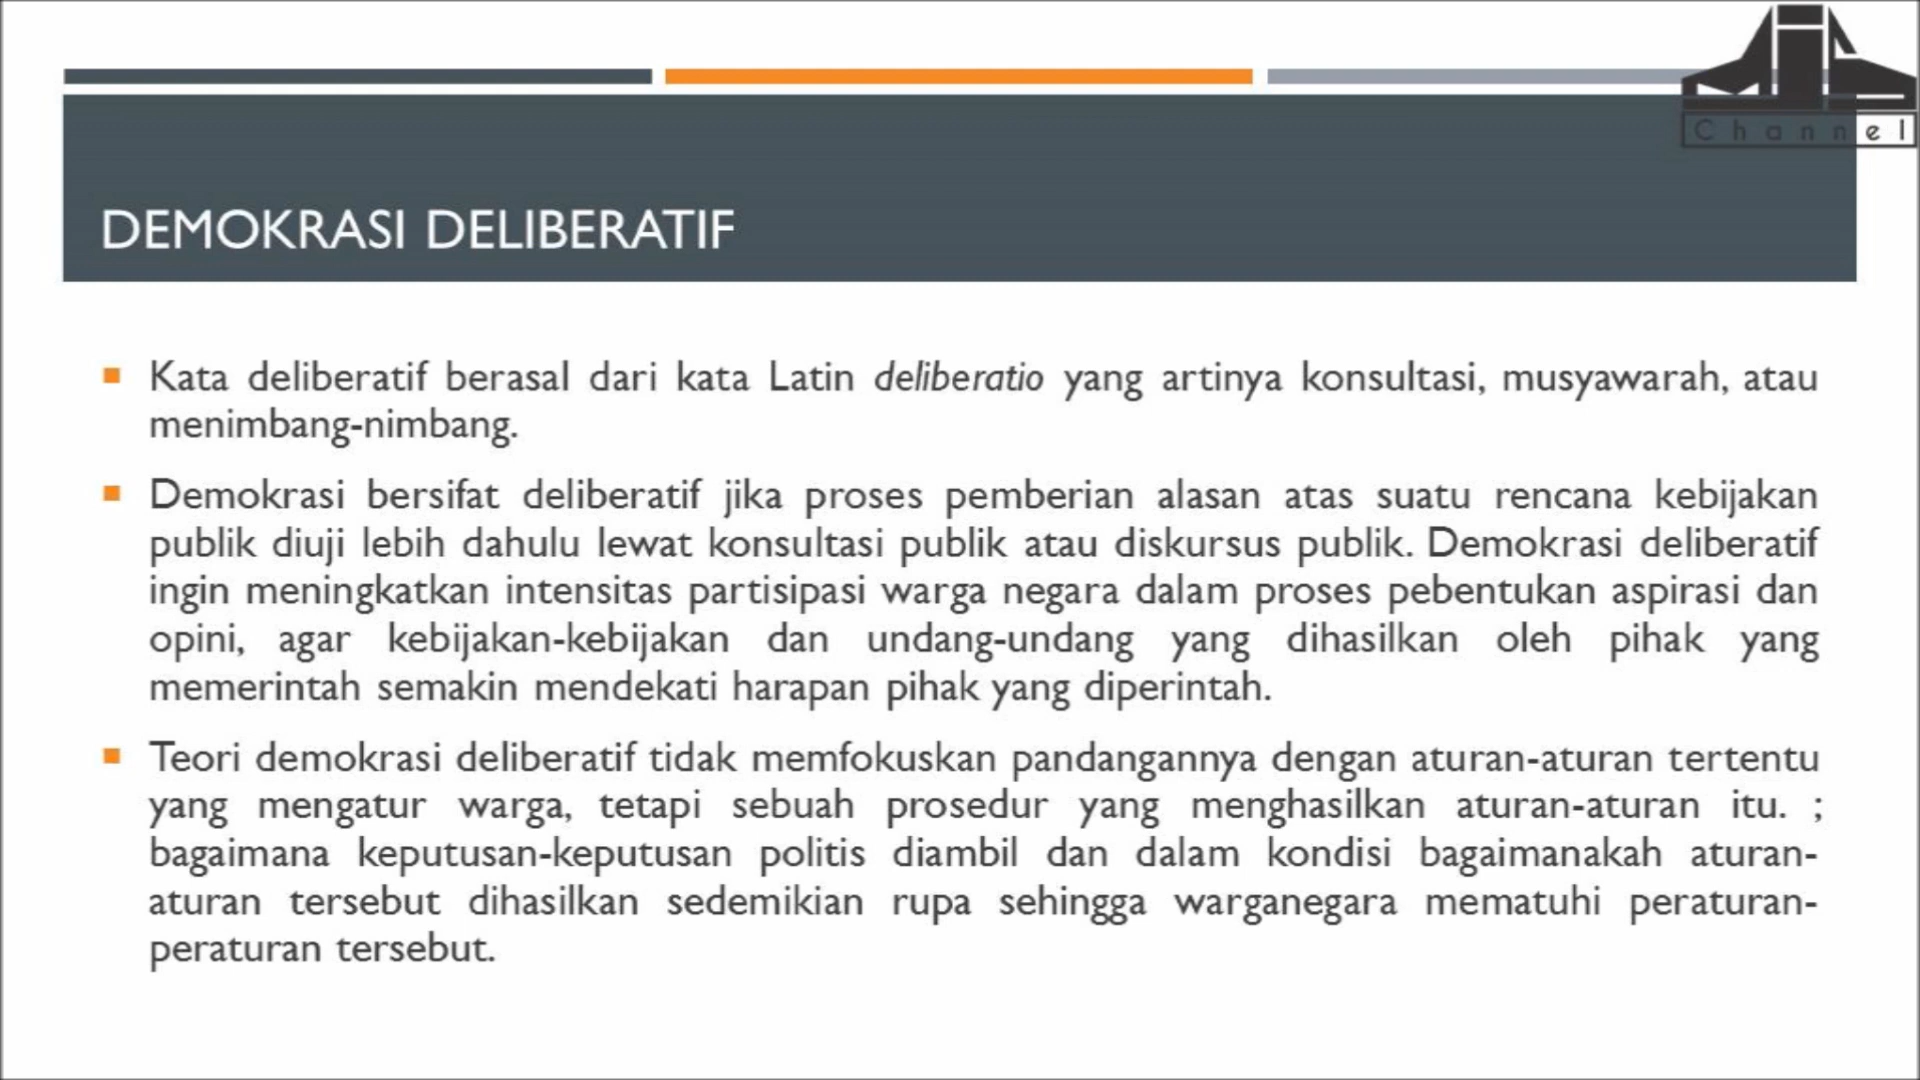 Channel
DEMOKRASI DELIBERATIF
Kata deliberatif berasal dari kata Latin deliberatio yang artinya konsultasi, musyawarah, atau
menimbang-nimbang.
Demokrasi bersifat deliberatif jika proses pemberian alasan atas suatu rencana kebijakan
publik diuji lebih dahulu lewat konsultasi publik atau diskursus publik. Demokrasi deliberatif
ingin meningkatkan intensitas partisipasi warga negara dalam proses pebentukan aspirasi dan
opini, agar kebijakan-kebijakan dan undang-undang yang dihasilkan oleh pihak yang
memerintah semakin mendekati harapan pihak yang diperintah.
Teori demokrasi deliberatif tidak memfokuskan pandangannya dengan aturan-aturan tertentu
yang mengatur warga, tetapi sebuah prosedur yang menghasilkan aturan-aturan itu. ;
bagaimana keputusan-keputusan politis diambil dan dalam kondisi bagaimanakah aturan-
aturan tersebut dihasilkan sedemikian rupa sehingga warganegara mematuhi peraturan-
peraturan tersebut.